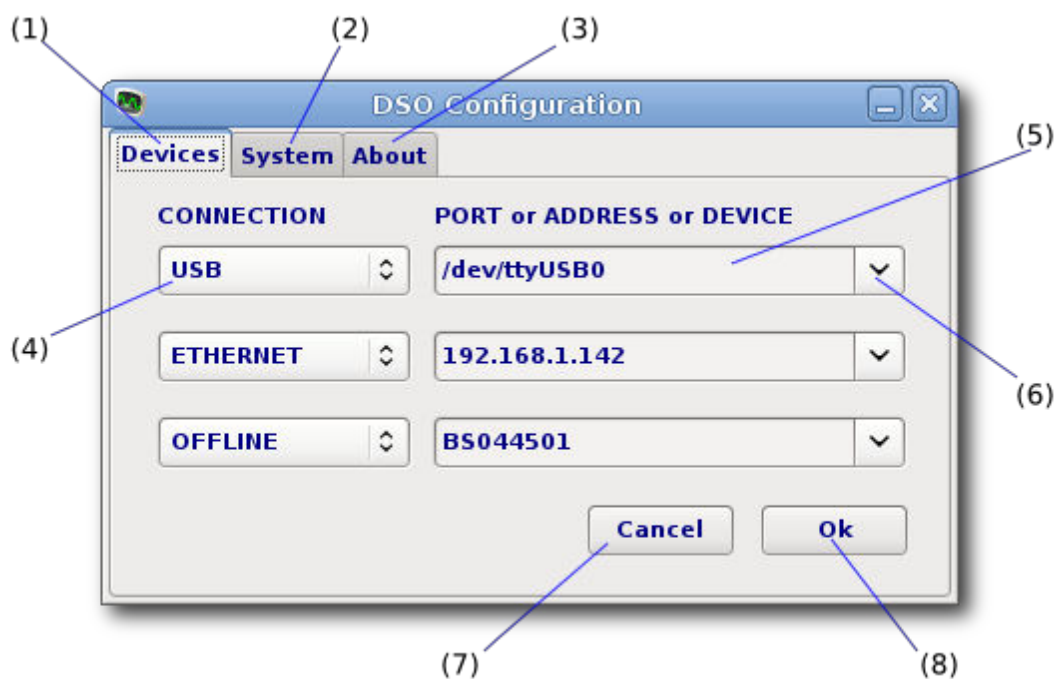 (1) (2) (3)
DSO Configuration
Devices System About
(5)
CONNECTION PORT or ADDRESS or DEVICE
USB /dev/ttyUSB0
(4)
ETHERNET 192.168.1.142
(6)
OFFLINE BS044501
Cancel Ok
(7) (8)